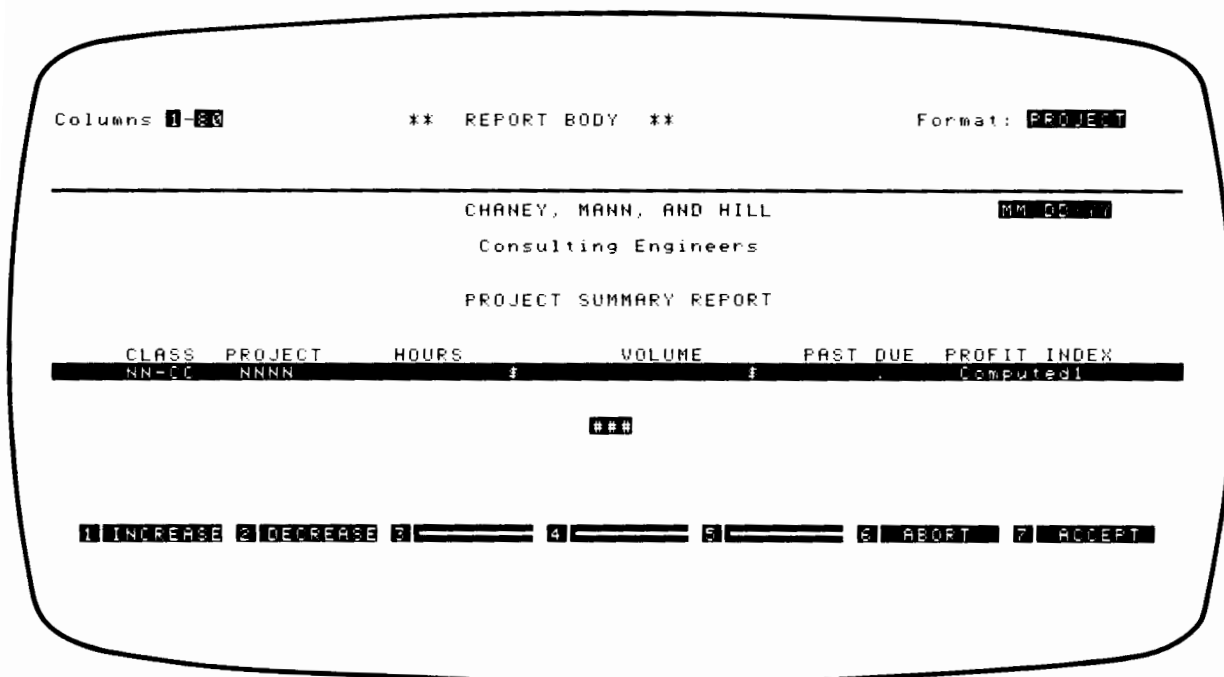 Columns 1-80 ** REPORT BODY ** Format: PROJECT
CHANEY, MANN, AND HILL MM DD YY
Consulting Engineers
PROJECT SUMMARY REPORT
CLASS PROJECT HOURS VOLUME PAST DUE PROFIT INDEX
NN-CC NNNN $ $ . Computed1
###
1 INCREASE 2 DECREASE 3 4 5 6 ABORT 7 ACCEPT